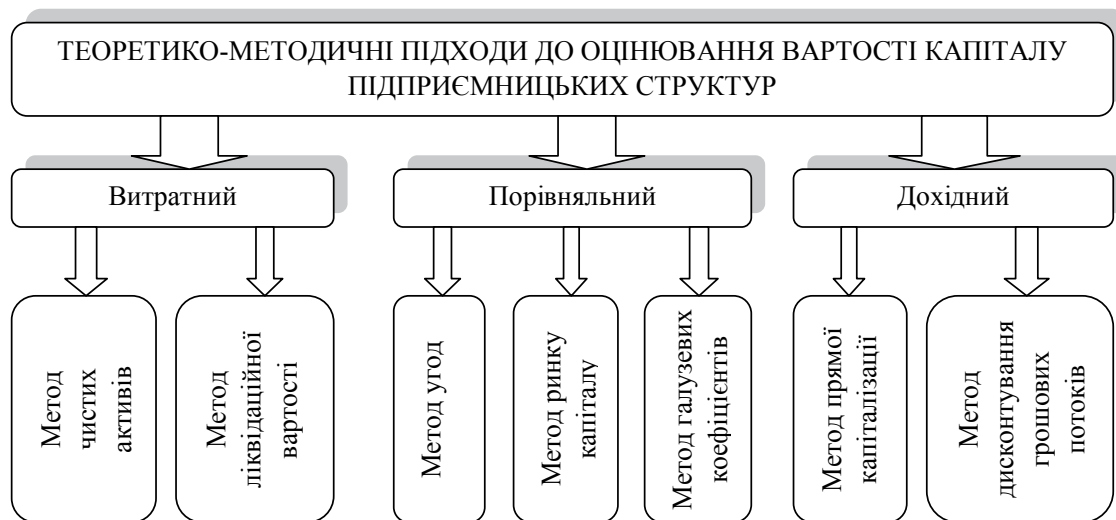 ТЕОРЕТИКО-МЕТОДИЧНІ ПІДХОДИ ДО ОЦІНЮВАННЯ ВАРТОСТІ КАПІТАЛУ
ПІДПРИЄМНИЦЬКИХ СТРУКТУР
Витратний
Порівняльний
Дохідний
Метод
чистих
активів
Метод
ліквідаційної
вартості
Метод угод
Метод ринку
капіталу
Метод галузевих
коефіцієнтів
Метод прямої
капіталізації
Метод
дисконтування
грошових
потоків